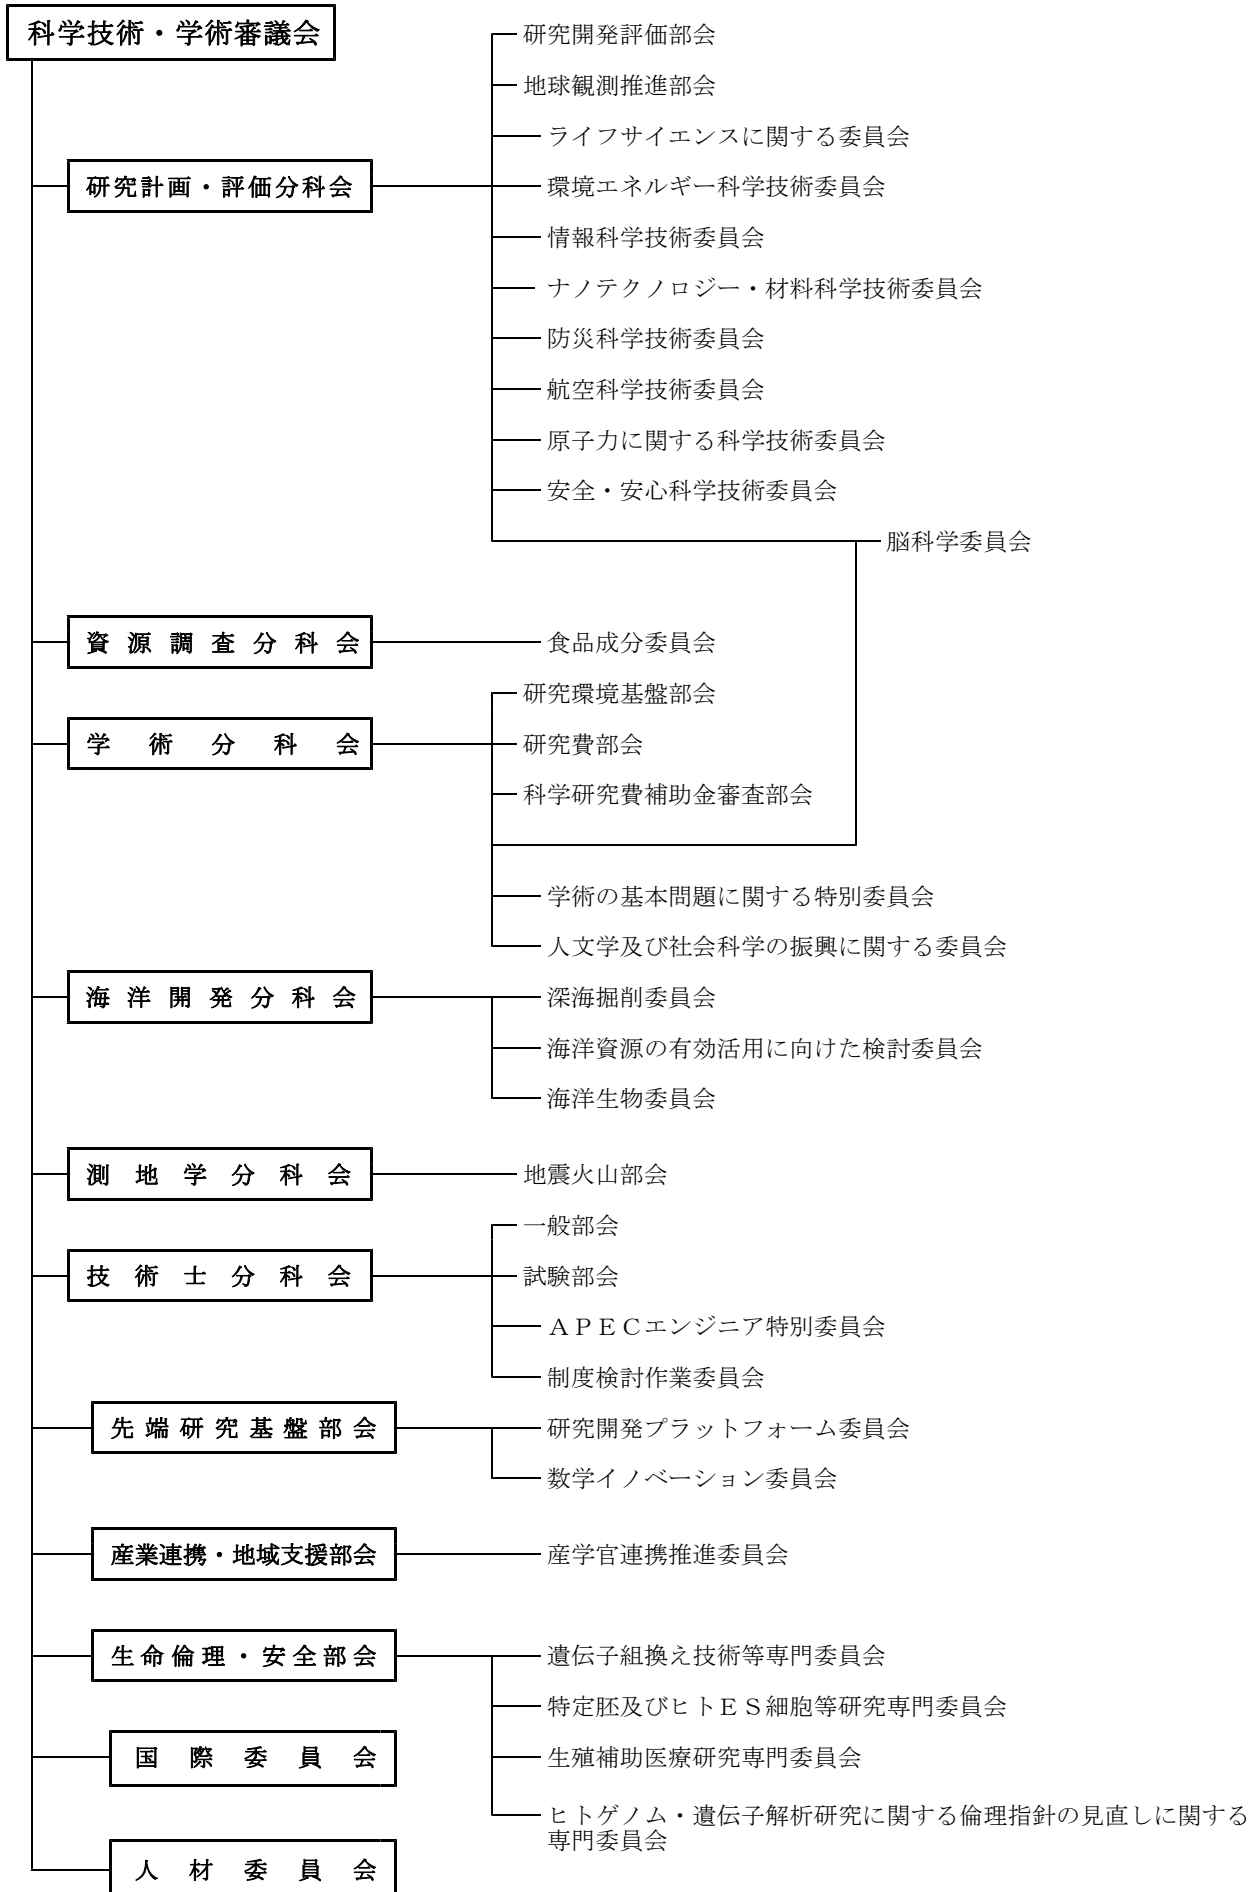 科学技術・学術審議会
研究開発評価部会
地球観測推進部会
ライフサイエンスに関する委員会
研究計画・評価分科会
環境エネルギー科学技術委員会
情報科学技術委員会
ナノテクノロジー・材料科学技術委員会
防災科学技術委員会
航空科学技術委員会
原子力に関する科学技術委員会
安全・安心科学技術委員会
脳科学委員会
資源調査分科会
食品成分委員会
研究環境基盤部会
学術分科会
研究費部会
科学研究費補助金審査部会
学術の基本問題に関する特別委員会
人文学及び社会科学の振興に関する委員会
海洋開発分科会
深海掘削委員会
海洋資源の有効活用に向けた検討委員会
海洋生物委員会
測地学分科会
地震火山部会
一般部会
技術士分科会
試験部会
ＡＰＥＣエンジニア特別委員会
制度検討作業委員会
先端研究基盤部会
研究開発プラットフォーム委員会
数学イノベーション委員会
産業連携・地域支援部会
産学官連携推進委員会
生命倫理・安全部会
遺伝子組換え技術等専門委員会
特定胚及びヒトＥＳ細胞等研究専門委員会
国際委員会
生殖補助医療研究専門委員会
ヒトゲノム・遺伝子解析研究に関する倫理指針の見直しに関する
専門委員会
人材委員会